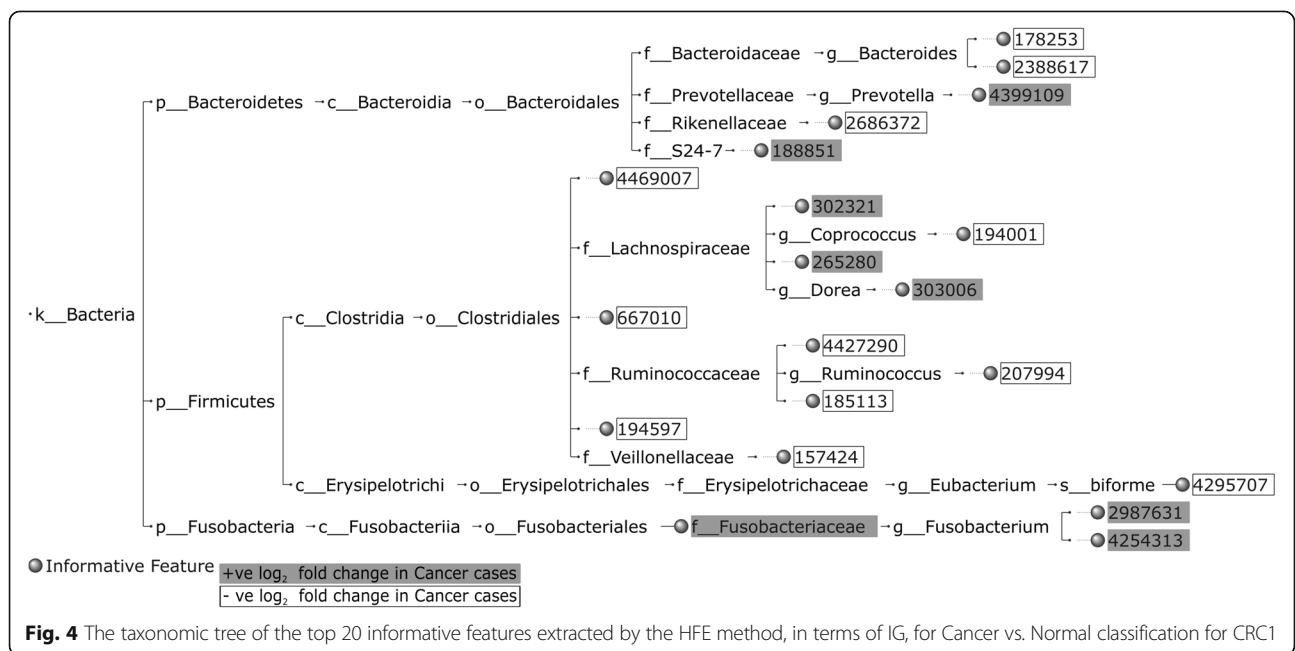 178253
f__Bacteroidaceae g__Bacteroides
2388617
p__Bacteroidetes c__Bacteroidia o__Bacteroidales f__Prevotellaceae g__Prevotella 4399109
f__Rikenellaceae 2686372
f__S24-7 188851
4469007
302321
f__Lachnospiraceae g__Coprococcus 194001
265280
g__Dorea 303006
k__Bacteria c__Clostridia o__Clostridiales 667010
4427290
f__Ruminococcaceae g__Ruminococcus 207994
p__Firmicutes 185113
194597
f__Veillonellaceae 157424
c__Erysipelotrichi o__Erysipelotrichales f__Erysipelotrichaceae g__Eubacterium s__biforme 4295707
2987631
p__Fusobacteria c__Fusobacteriia o__Fusobacteriales f__Fusobacteriaceae g__Fusobacterium
4254313
Informative Feature +ve log₂ fold change in Cancer cases
- ve log₂ fold change in Cancer cases
Fig. 4 The taxonomic tree of the top 20 informative features extracted by the HFE method, in terms of IG, for Cancer vs. Normal classification for CRC1